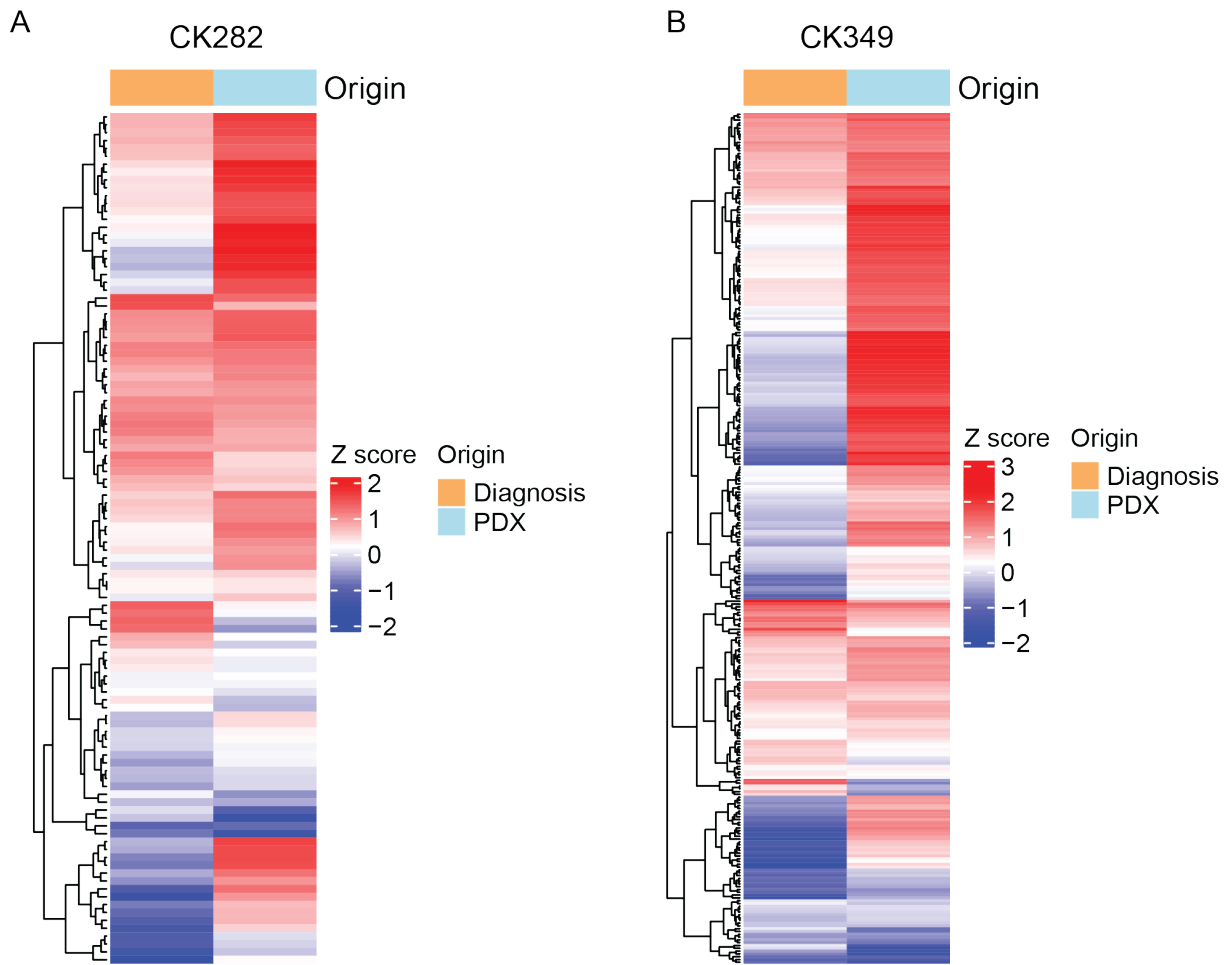 A
CK282
Origin
Z score
2
1
0
−1
−2
Origin
Diagnosis
PDX
B
CK349
Origin
Z score
3
2
1
0
−1
−2
Origin
Diagnosis
PDX